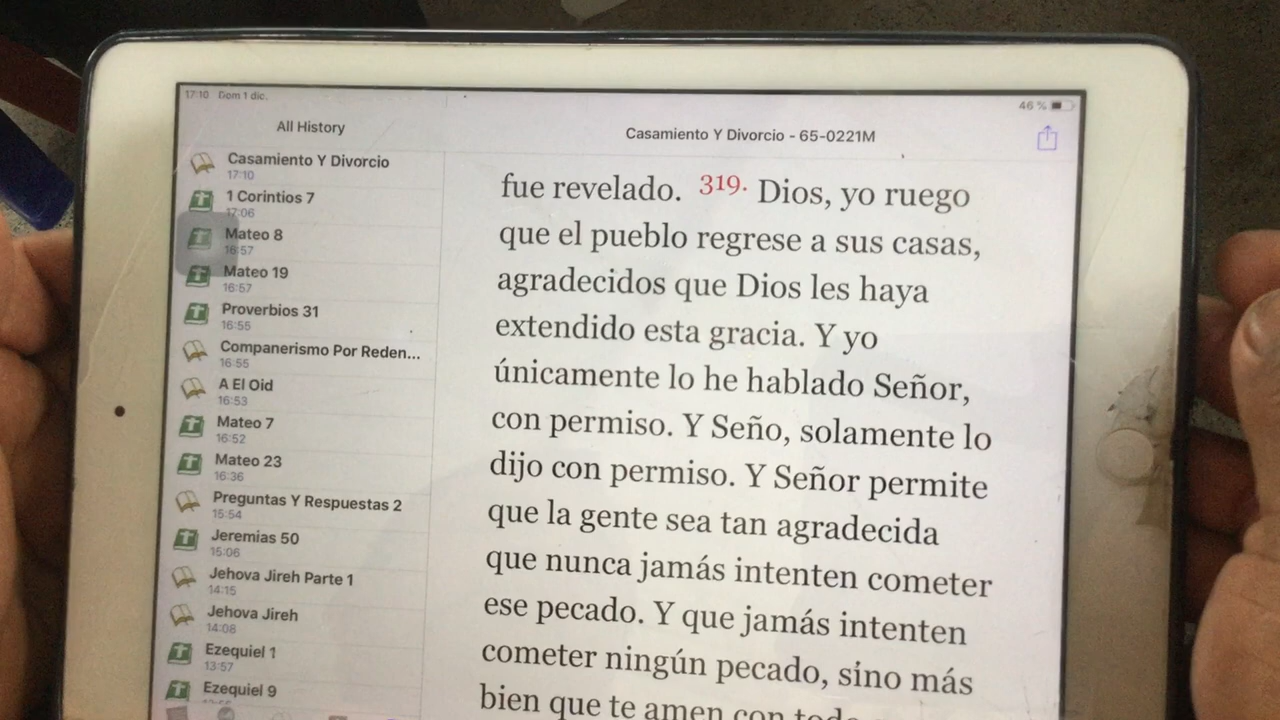 17:10 Dom 1 dic.
46 %
All History
Casamiento Y Divorcio
17:10
1 Corintios 7
17:06
Mateo 8
16:57
Mateo 19
16:57
Proverbios 31
16:55
Companerismo Por Reden...
16:55
A El Oid
16:53
Mateo 7
16:52
Mateo 23
16:36
Preguntas Y Respuestas 2
15:54
Jeremias 50
15:06
Jehova Jireh Parte 1
14:15
Jehova Jireh
14:08
Ezequiel 1
13:57
Ezequiel 9
Casamiento Y Divorcio - 65-0221M
fue revelado. 319. Dios, yo ruego
que el pueblo regrese a sus casas,
agradecidos que Dios les haya
extendido esta gracia. Y yo
únicamente lo he hablado Señor,
con permiso. Y Seño, solamente lo
dijo con permiso. Y Señor permite
que la gente sea tan agradecida
que nunca jamás intenten cometer
ese pecado. Y que jamás intenten
cometer ningún pecado, sino más
bien que te amen con